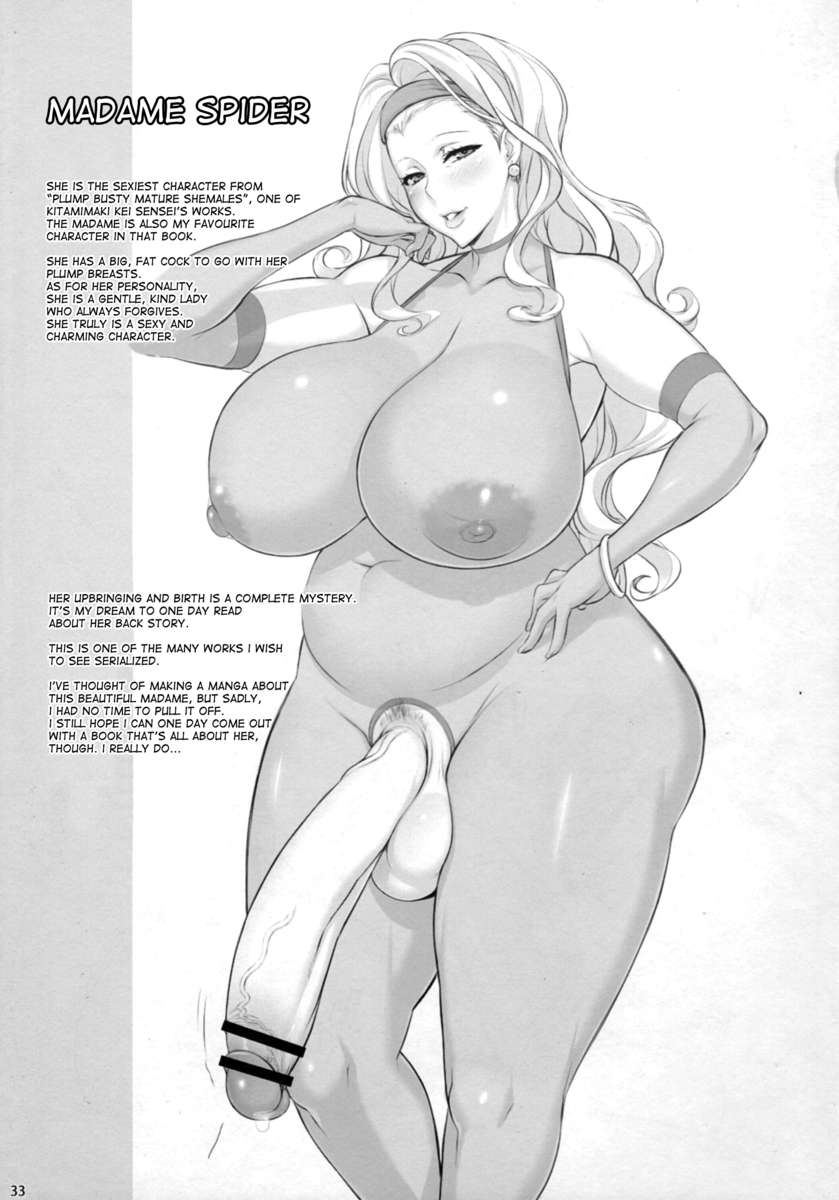 MADAME SPIDER
SHE IS THE SEXIEST CHARACTER FROM
"PLUMP BUSTY MATURE SHEMALES", ONE OF
KITAMIMAKI KEI SENSEI'S WORKS.
THE MADAME IS ALSO MY FAVOURITE
CHARACTER IN THAT BOOK.
SHE HAS A BIG, FAT COCK TO GO WITH HER
PLUMP BREASTS.
AS FOR HER PERSONALITY,
SHE IS A GENTLE, KIND LADY
WHO ALWAYS FORGIVES.
SHE TRULY IS A SEXY AND
CHARMING CHARACTER.
HER UPBRINGING AND BIRTH IS A COMPLETE MYSTERY.
IT'S MY DREAM TO ONE DAY READ
ABOUT HER BACK STORY.
THIS IS ONE OF THE MANY WORKS I WISH
TO SEE SERIALIZED.
I'VE THOUGHT OF MAKING A MANGA ABOUT
THIS BEAUTIFUL MADAME, BUT SADLY,
I HAD NO TIME TO PULL IT OFF.
I STILL HOPE I CAN ONE DAY COME OUT
WITH A BOOK THAT'S ALL ABOUT HER,
THOUGH. I REALLY DO...
33